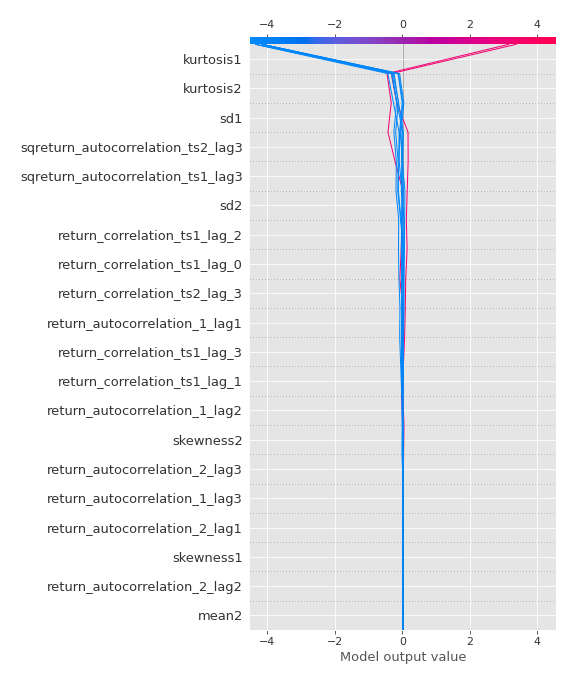 −4 −2 0 2 4
kurtosis1
kurtosis2
sd1
sqreturn_autocorrelation_ts2_lag3
sqreturn_autocorrelation_ts1_lag3
sd2
return_correlation_ts1_lag_2
return_correlation_ts1_lag_0
return_correlation_ts2_lag_3
return_autocorrelation_1_lag1
return_correlation_ts1_lag_3
return_correlation_ts1_lag_1
return_autocorrelation_1_lag2
skewness2
return_autocorrelation_2_lag3
return_autocorrelation_1_lag3
return_autocorrelation_2_lag1
skewness1
return_autocorrelation_2_lag2
mean2
−4 −2 0 2 4
Model output value